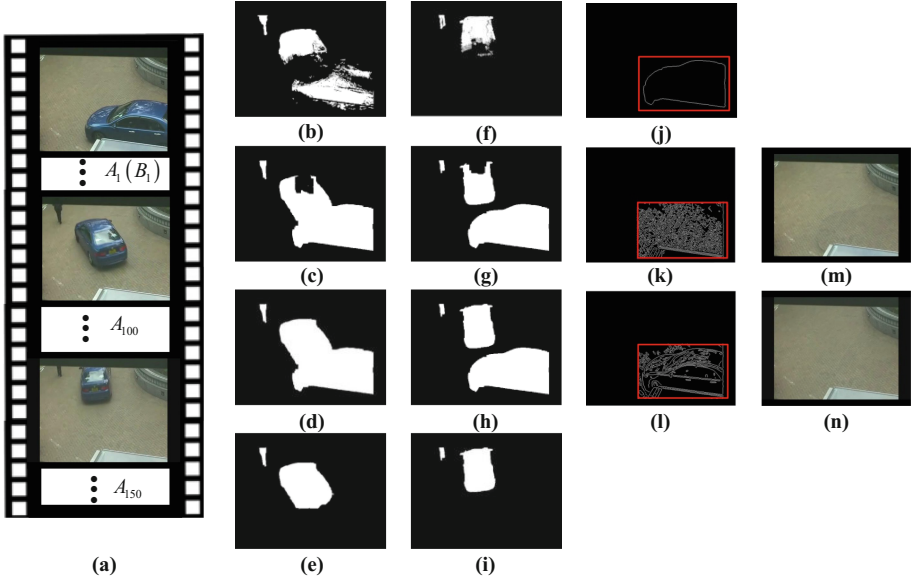 (b)
(f)
(j)
A₁(B₁)
(c)
(g)
(k)
(m)
A₁₀₀
(d)
(h)
(l)
(n)
A₁₅₀
(a)
(e)
(i)